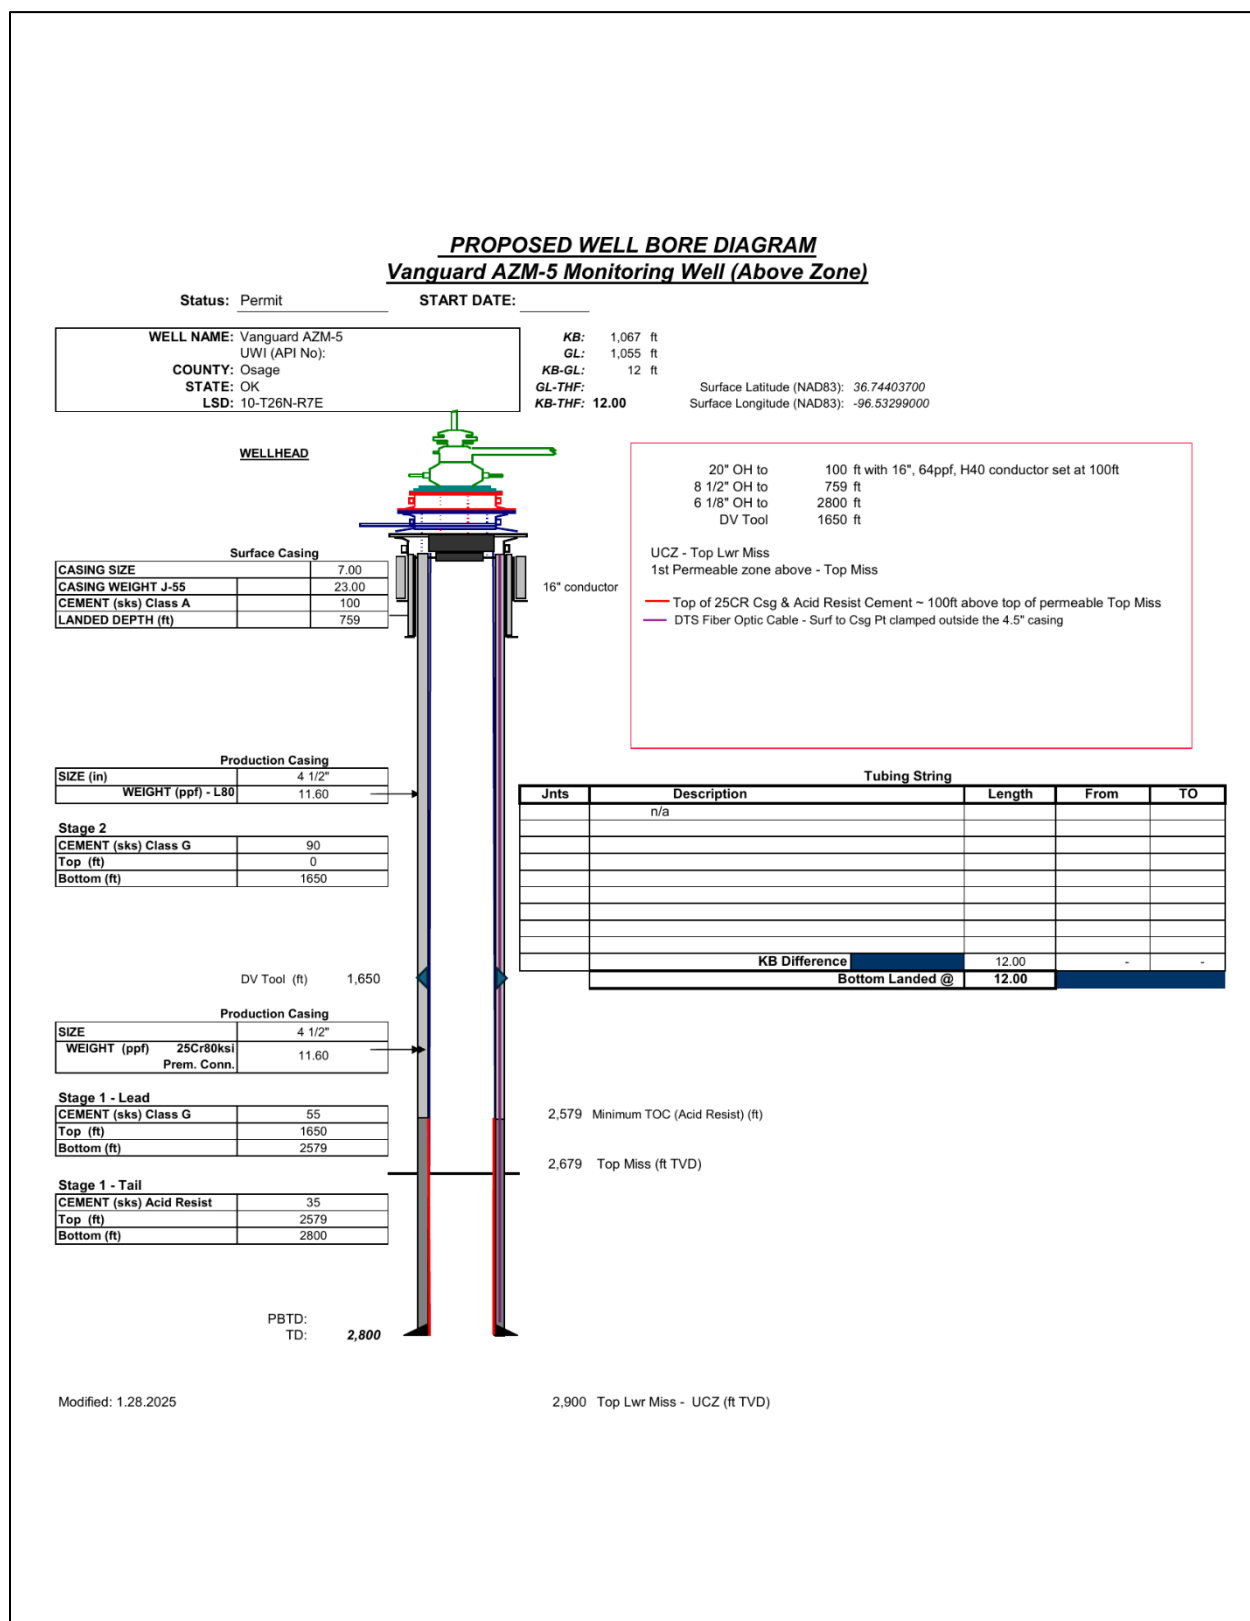 PROPOSED WELL BORE DIAGRAM
Vanguard AZM-5 Monitoring Well (Above Zone)
Status: Permit START DATE:
WELL NAME: Vanguard AZM-5
UWI (API No):
COUNTY: Osage
STATE: OK
LSD: 10-T26N-R7E
KB: 1,067 ft
GL: 1,055 ft
KB-GL: 12 ft
GL-THF: Surface Latitude (NAD83): 36.74403700
KB-THF: 12.00 Surface Longitude (NAD83): -96.53299000
WELLHEAD
20" OH to 100 ft with 16", 64ppf, H40 conductor set at 100ft
8 1/2" OH to 759 ft
6 1/8" OH to 2800 ft
DV Tool 1650 ft
UCZ - Top Lwr Miss
1st Permeable zone above - Top Miss
Top of 25CR Csg & Acid Resist Cement ~ 100ft above top of permeable Top Miss
DTS Fiber Optic Cable - Surf to Csg Pt clamped outside the 4.5" casing
Surface Casing
CASING SIZE 7.00
CASING WEIGHT J-55 23.00
CEMENT (sks) Class A 100
LANDED DEPTH (ft) 759
16" conductor
Production Casing
SIZE (in) 4 1/2"
WEIGHT (ppf) - L80 11.60
Tubing String
Jnts Description Length From TO
n/a
KB Difference 12.00 - -
Bottom Landed @ 12.00
Stage 2
CEMENT (sks) Class G 90
Top (ft) 0
Bottom (ft) 1650
DV Tool (ft) 1,650
Production Casing
SIZE 4 1/2"
WEIGHT (ppf) 25Cr80ksi
Prem. Conn. 11.60
Stage 1 - Lead
CEMENT (sks) Class G 55
Top (ft) 1650
Bottom (ft) 2579
2,579 Minimum TOC (Acid Resist) (ft)
2,679 Top Miss (ft TVD)
Stage 1 - Tail
CEMENT (sks) Acid Resist 35
Top (ft) 2579
Bottom (ft) 2800
PBTD:
TD: 2,800
Modified: 1.28.2025
2,900 Top Lwr Miss - UCZ (ft TVD)